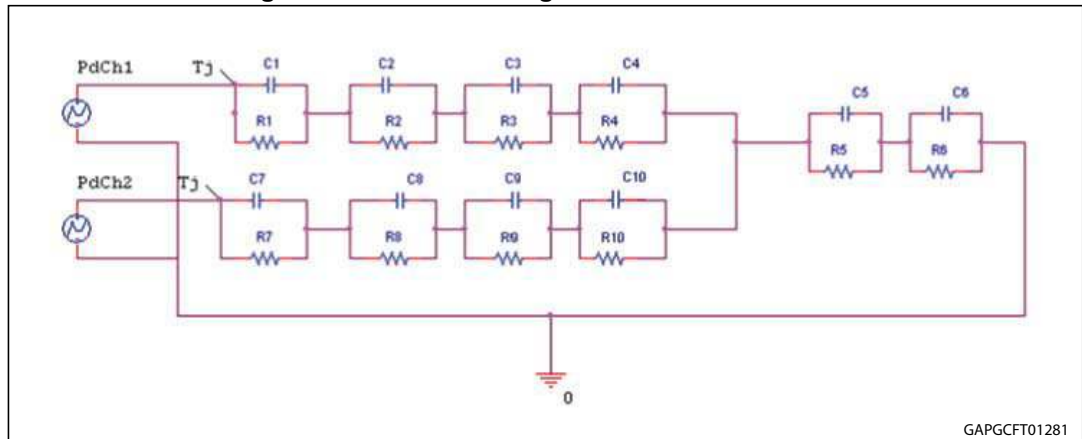 PdCh1
Tj
C1
C2
C3
C4
C5
C6
R1
R2
R3
R4
R5
R6
PdCh2
Tj
C7
C8
C9
C10
R7
R8
R9
R10
0
GAPGCFT01281